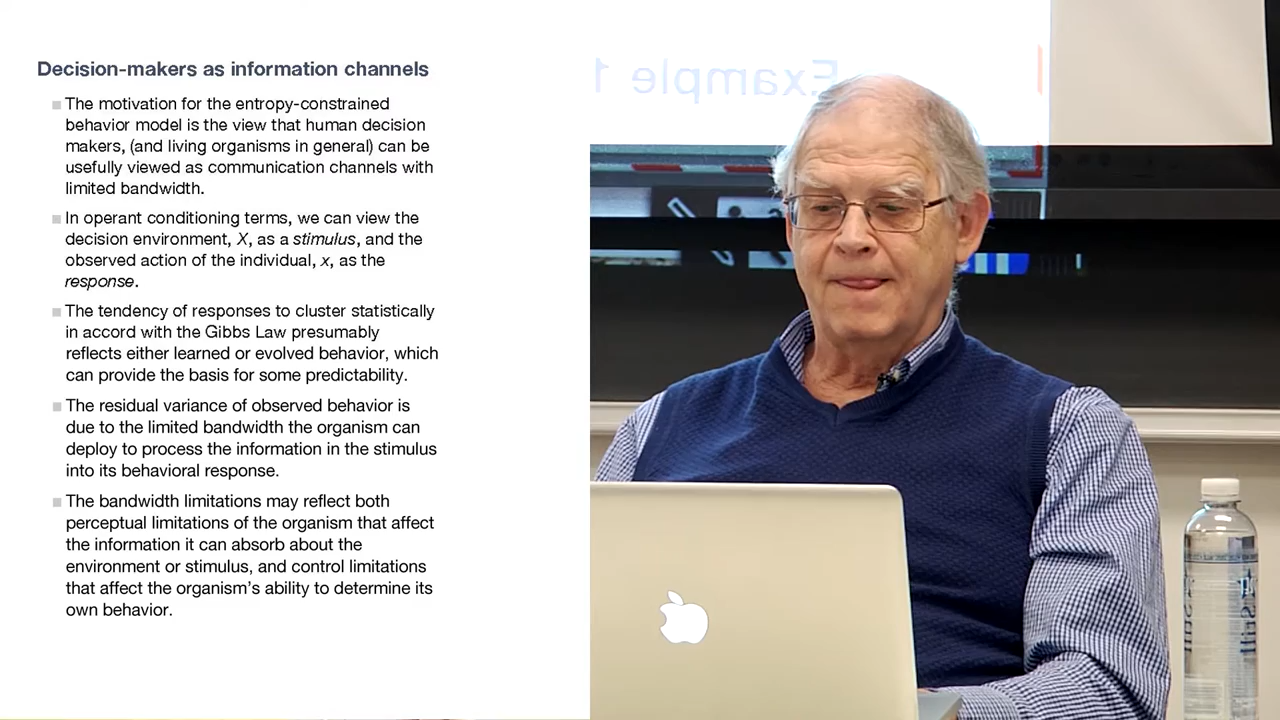 Decision-makers as information channels
The motivation for the entropy-constrained
behavior model is the view that human decision
makers, (and living organisms in general) can be
usefully viewed as communication channels with
limited bandwidth.
In operant conditioning terms, we can view the
decision environment, X, as a stimulus, and the
observed action of the individual, x, as the
response.
The tendency of responses to cluster statistically
in accord with the Gibbs Law presumably
reflects either learned or evolved behavior, which
can provide the basis for some predictability.
The residual variance of observed behavior is
due to the limited bandwidth the organism can
deploy to process the information in the stimulus
into its behavioral response.
The bandwidth limitations may reflect both
perceptual limitations of the organism that affect
the information it can absorb about the
environment or stimulus, and control limitations
that affect the organism's ability to determine its
own behavior.
Example 1